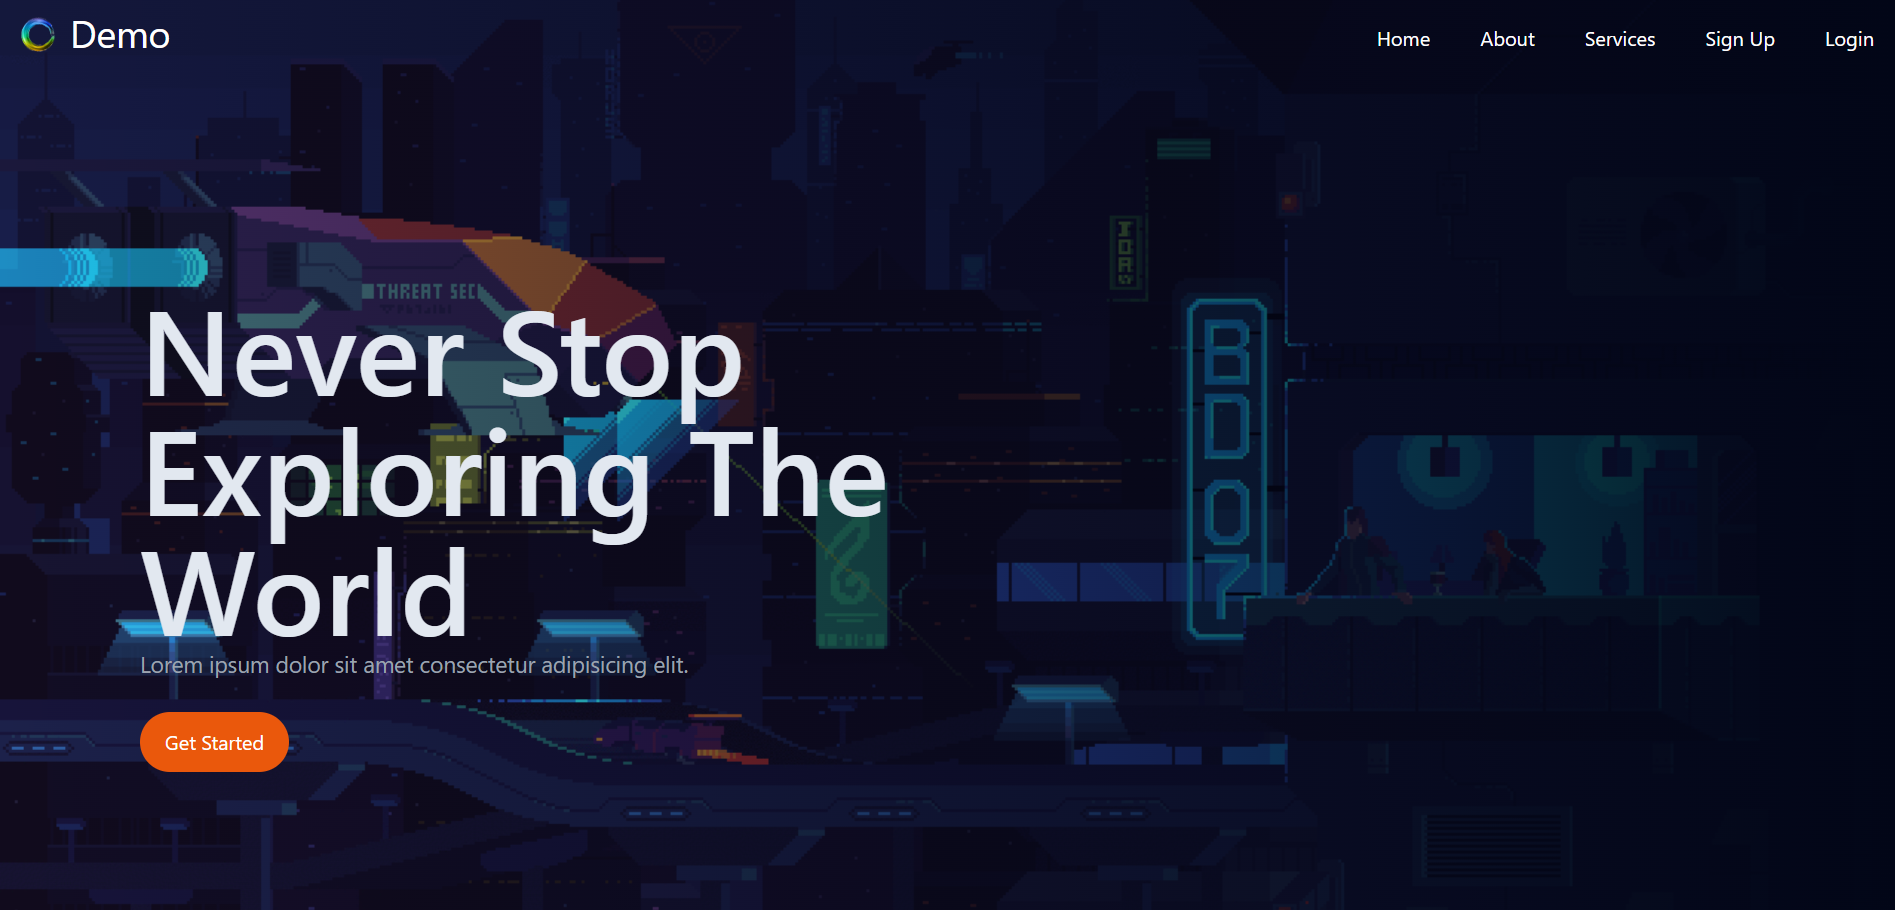 Demo
Home
About
Services
Sign Up
Login
THREAT SEC
Never Stop
Exploring The
World
BD07
Lorem ipsum dolor sit amet consectetur adipisicing elit.
Get Started